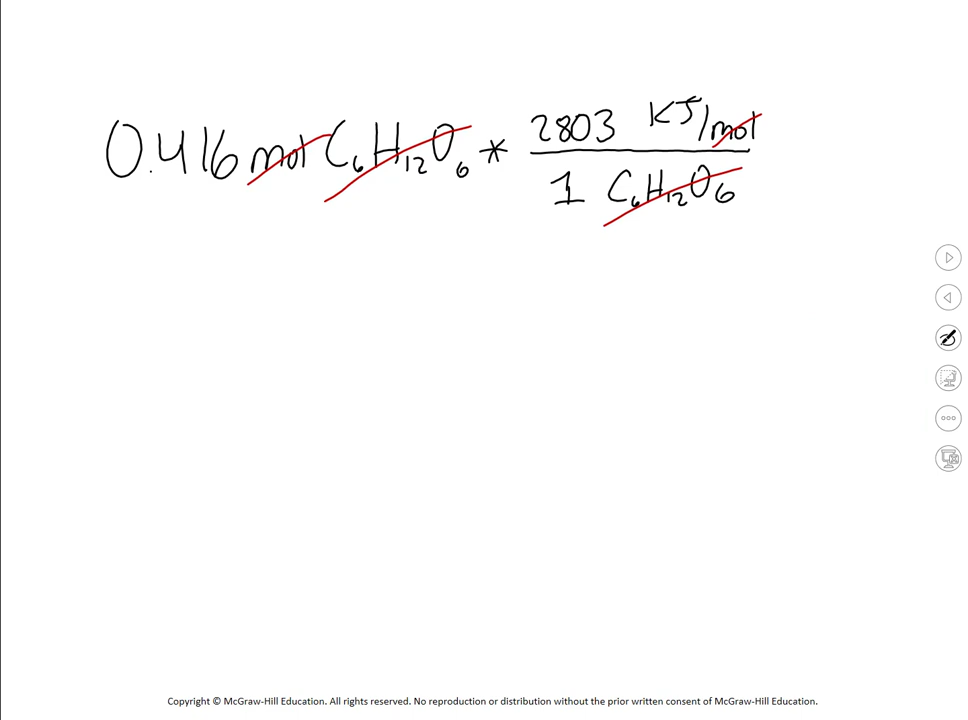 0.416 mol C₆H₁₂O₆ * 2803 KJ/mol
1 C₆H₁₂O₆
Copyright © McGraw-Hill Education. All rights reserved. No reproduction or distribution without the prior written consent of McGraw-Hill Education.